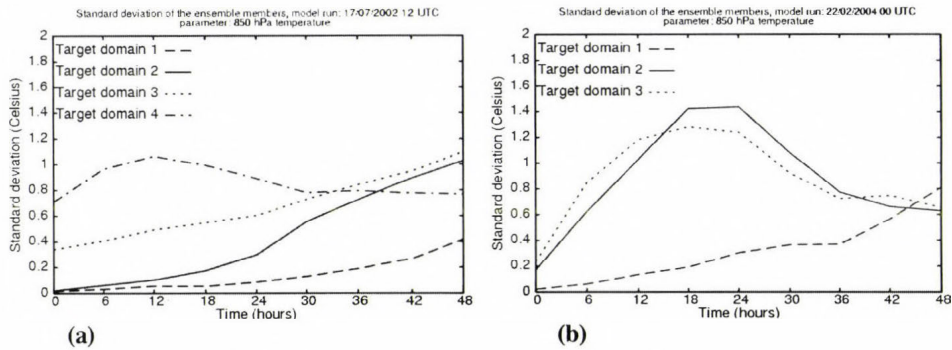 Standard deviation of the ensemble members, model run: 17/07/2002 12 UTC
parameter: 850 hPa temperature
Standard deviation (Celsius)
2
1.8
1.6
1.4
1.2
1
0.8
0.6
0.4
0.2
0
Target domain 1
Target domain 2
Target domain 3
Target domain 4
0 6 12 18 24 30 36 42 48
Time (hours)
(a)
Standard deviation of the ensemble members, model run: 22/02/2004 00 UTC
parameter: 850 hPa temperature
Standard deviation (Celsius)
2
1.8
1.6
1.4
1.2
1
0.8
0.6
0.4
0.2
0
Target domain 1
Target domain 2
Target domain 3
0 6 12 18 24 30 36 42 48
Time (hours)
(b)